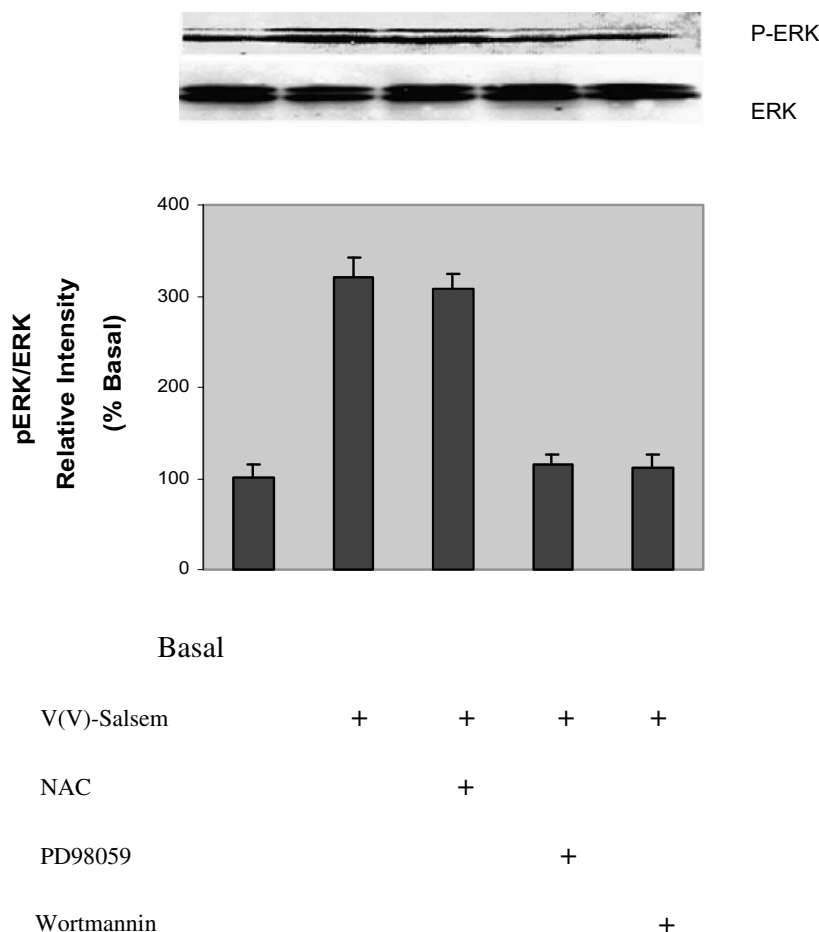 P-ERK
ERK
400
300
200
100
0
pERK/ERK
Relative Intensity
(% Basal)
Basal
V(V)-Salsem + + + +
NAC +
PD98059 +
Wortmannin +